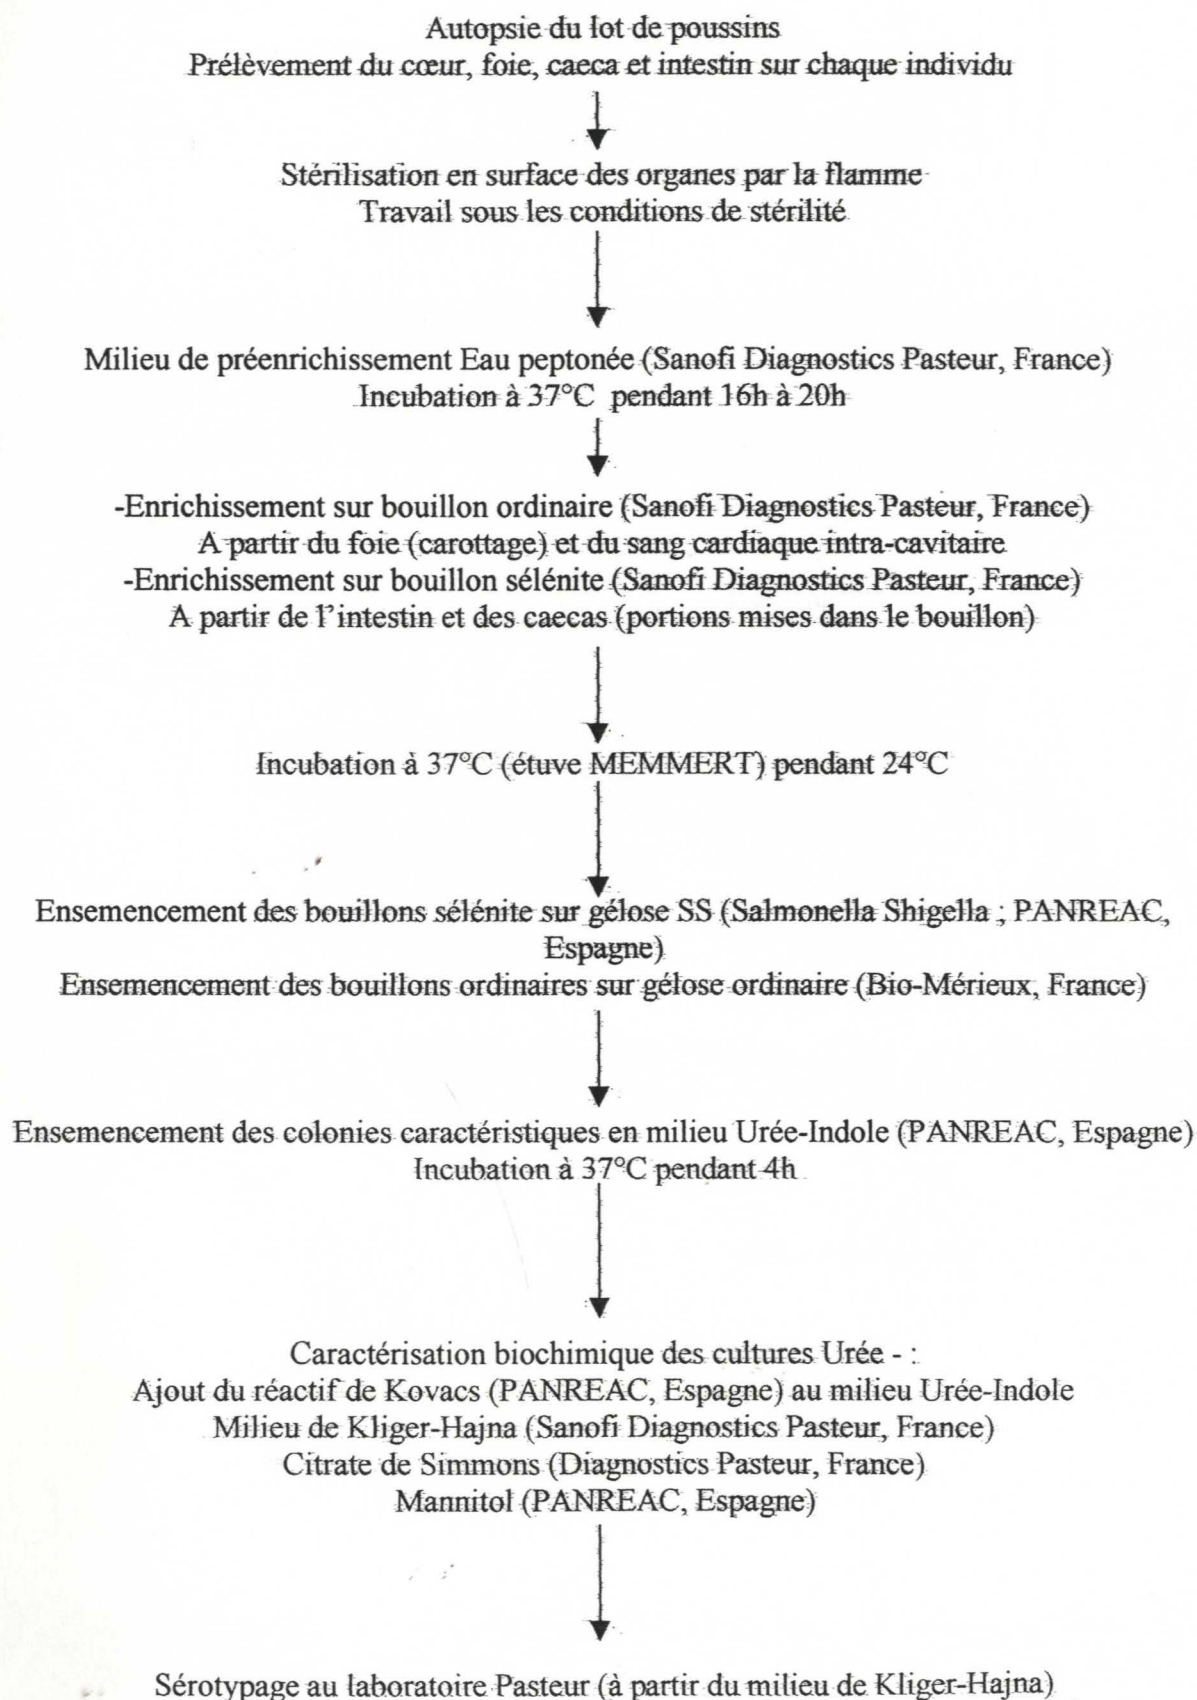 Autopsie du lot de poussins
Prélèvement du cœur, foie, caeca et intestin sur chaque individu
Stérilisation en surface des organes par la flamme
Travail sous les conditions de stérilité
Milieu de préenrichissement Eau peptonée (Sanofi Diagnostics Pasteur, France)
Incubation à 37°C pendant 16h à 20h
-Enrichissement sur bouillon ordinaire (Sanofi Diagnostics Pasteur, France)
A partir du foie (carottage) et du sang cardiaque intra-cavitaire
-Enrichissement sur bouillon sélénite (Sanofi Diagnostics Pasteur, France)
A partir de l'intestin et des caecas (portions mises dans le bouillon)
Incubation à 37°C (étuve MEMMERT) pendant 24°C
Ensemencement des bouillons sélénite sur gélose SS (Salmonella Shigella ; PANREAC,
Espagne)
Ensemencement des bouillons ordinaires sur gélose ordinaire (Bio-Mérieux, France)
Ensemencement des colonies caractéristiques en milieu Urée-Indole (PANREAC, Espagne)
Incubation à 37°C pendant 4h
Caractérisation biochimique des cultures Urée - :
Ajout du réactif de Kovacs (PANREAC, Espagne) au milieu Urée-Indole
Milieu de Kliger-Hajna (Sanofi Diagnostics Pasteur, France)
Citrate de Simmons (Diagnostics Pasteur, France)
Mannitol (PANREAC, Espagne)
Sérotypage au laboratoire Pasteur (à partir du milieu de Kliger-Hajna)